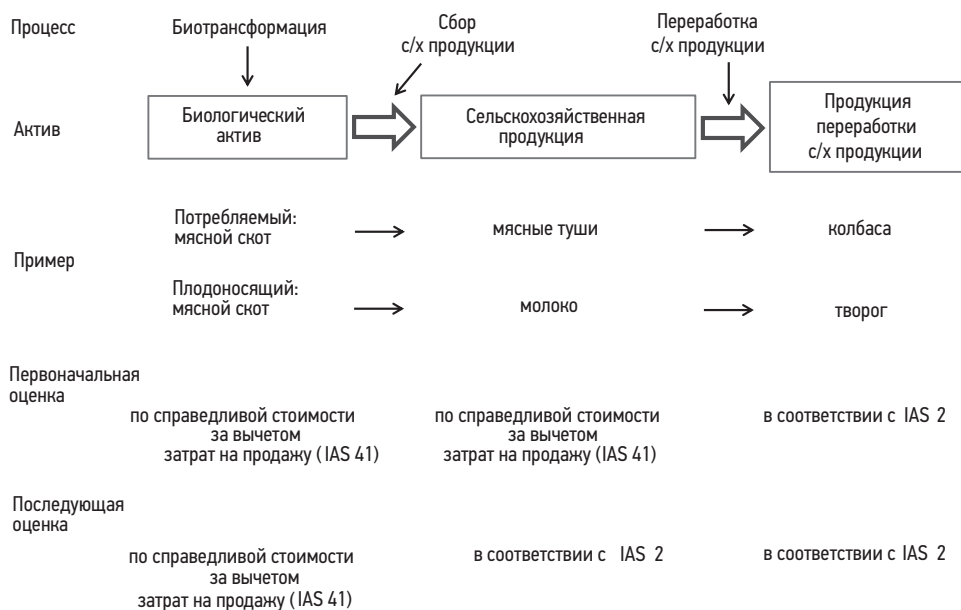 Процесс
Биотрансформация
Сбор
с/х продукции
Переработка
с/х продукции
Актив
Биологический
актив
Сельскохозяйственная
продукция
Продукция
переработки
с/х продукции
Пример
Потребляемый:
мясной скот
мясные туши
колбаса
Плодоносящий:
мясной скот
молоко
творог
Первоначальная
оценка
по справедливой стоимости
за вычетом
затрат на продажу (IAS 41)
по справедливой стоимости
за вычетом
затрат на продажу (IAS 41)
в соответствии с IAS 2
Последующая
оценка
по справедливой стоимости
за вычетом
затрат на продажу (IAS 41)
в соответствии с IAS 2
в соответствии с IAS 2